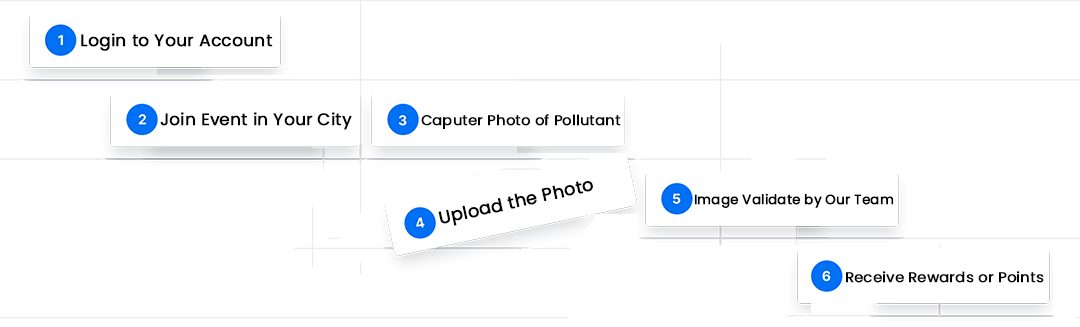 1 Login to Your Account
2 Join Event in Your City
3 Caputer Photo of Pollutant
4 Upload the Photo
5 Image Validate by Our Team
6 Receive Rewards or Points